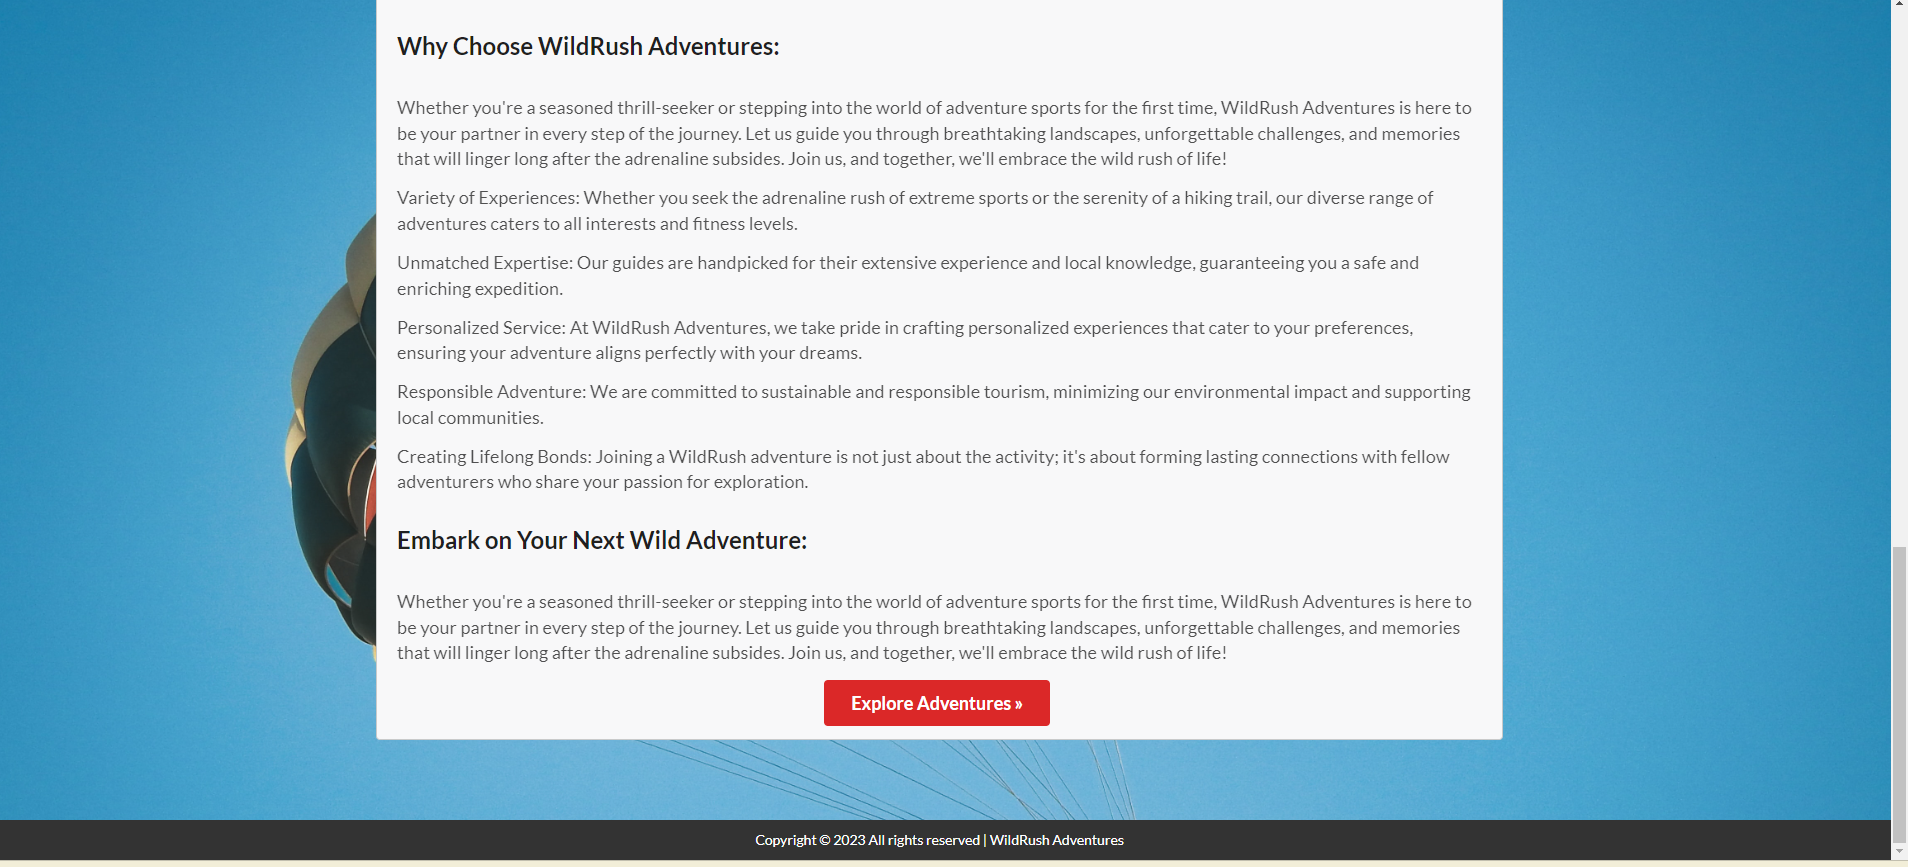 Why Choose WildRush Adventures:
Whether you're a seasoned thrill-seeker or stepping into the world of adventure sports for the first time, WildRush Adventures is here to
be your partner in every step of the journey. Let us guide you through breathtaking landscapes, unforgettable challenges, and memories
that will linger long after the adrenaline subsides. Join us, and together, we'll embrace the wild rush of life!
Variety of Experiences: Whether you seek the adrenaline rush of extreme sports or the serenity of a hiking trail, our diverse range of
adventures caters to all interests and fitness levels.
Unmatched Expertise: Our guides are handpicked for their extensive experience and local knowledge, guaranteeing you a safe and
enriching expedition.
Personalized Service: At WildRush Adventures, we take pride in crafting personalized experiences that cater to your preferences,
ensuring your adventure aligns perfectly with your dreams.
Responsible Adventure: We are committed to sustainable and responsible tourism, minimizing our environmental impact and supporting
local communities.
Creating Lifelong Bonds: Joining a WildRush adventure is not just about the activity; it's about forming lasting connections with fellow
adventurers who share your passion for exploration.
Embark on Your Next Wild Adventure:
Whether you're a seasoned thrill-seeker or stepping into the world of adventure sports for the first time, WildRush Adventures is here to
be your partner in every step of the journey. Let us guide you through breathtaking landscapes, unforgettable challenges, and memories
that will linger long after the adrenaline subsides. Join us, and together, we'll embrace the wild rush of life!
Explore Adventures »
Copyright © 2023 All rights reserved | WildRush Adventures